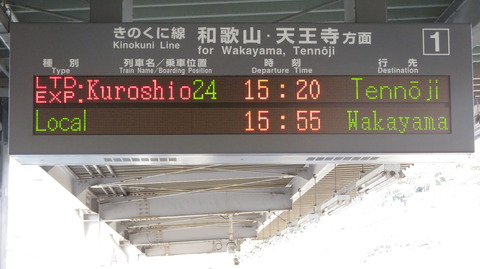 きのくに線 和歌山・天王寺方面 1
Kinokuni Line for Wakayama, Tennōji
種別 列車名／乗車位置 時刻 行先
Type Train Name/Boarding Position Departure Time Destination
LTD. EXP. Kuroshio24 15:20 Tennōji
Local 15:55 Wakayama